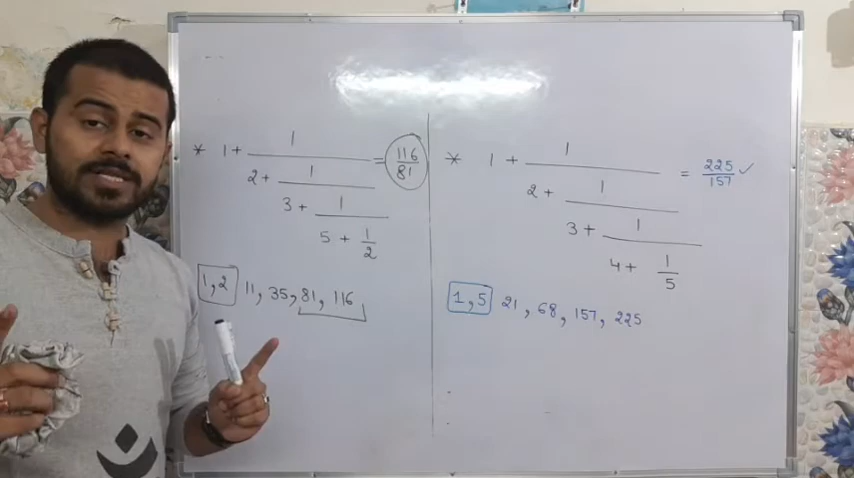 * 1 + 1 = 116
2 + 1 81
3 + 1
5 + 1
2
1, 2 11, 35, 81, 116
* 1 + 1 = 225 ✓
2 + 1 157
3 + 1
4 + 1
5
1, 5 21, 68, 157, 225